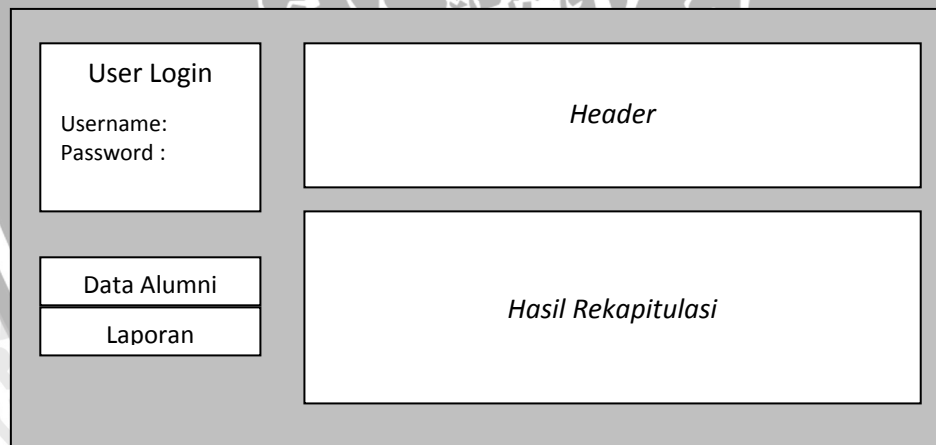 User Login
Username:
Password :
Data Alumni
Laporan
Header
Hasil Rekapitulasi